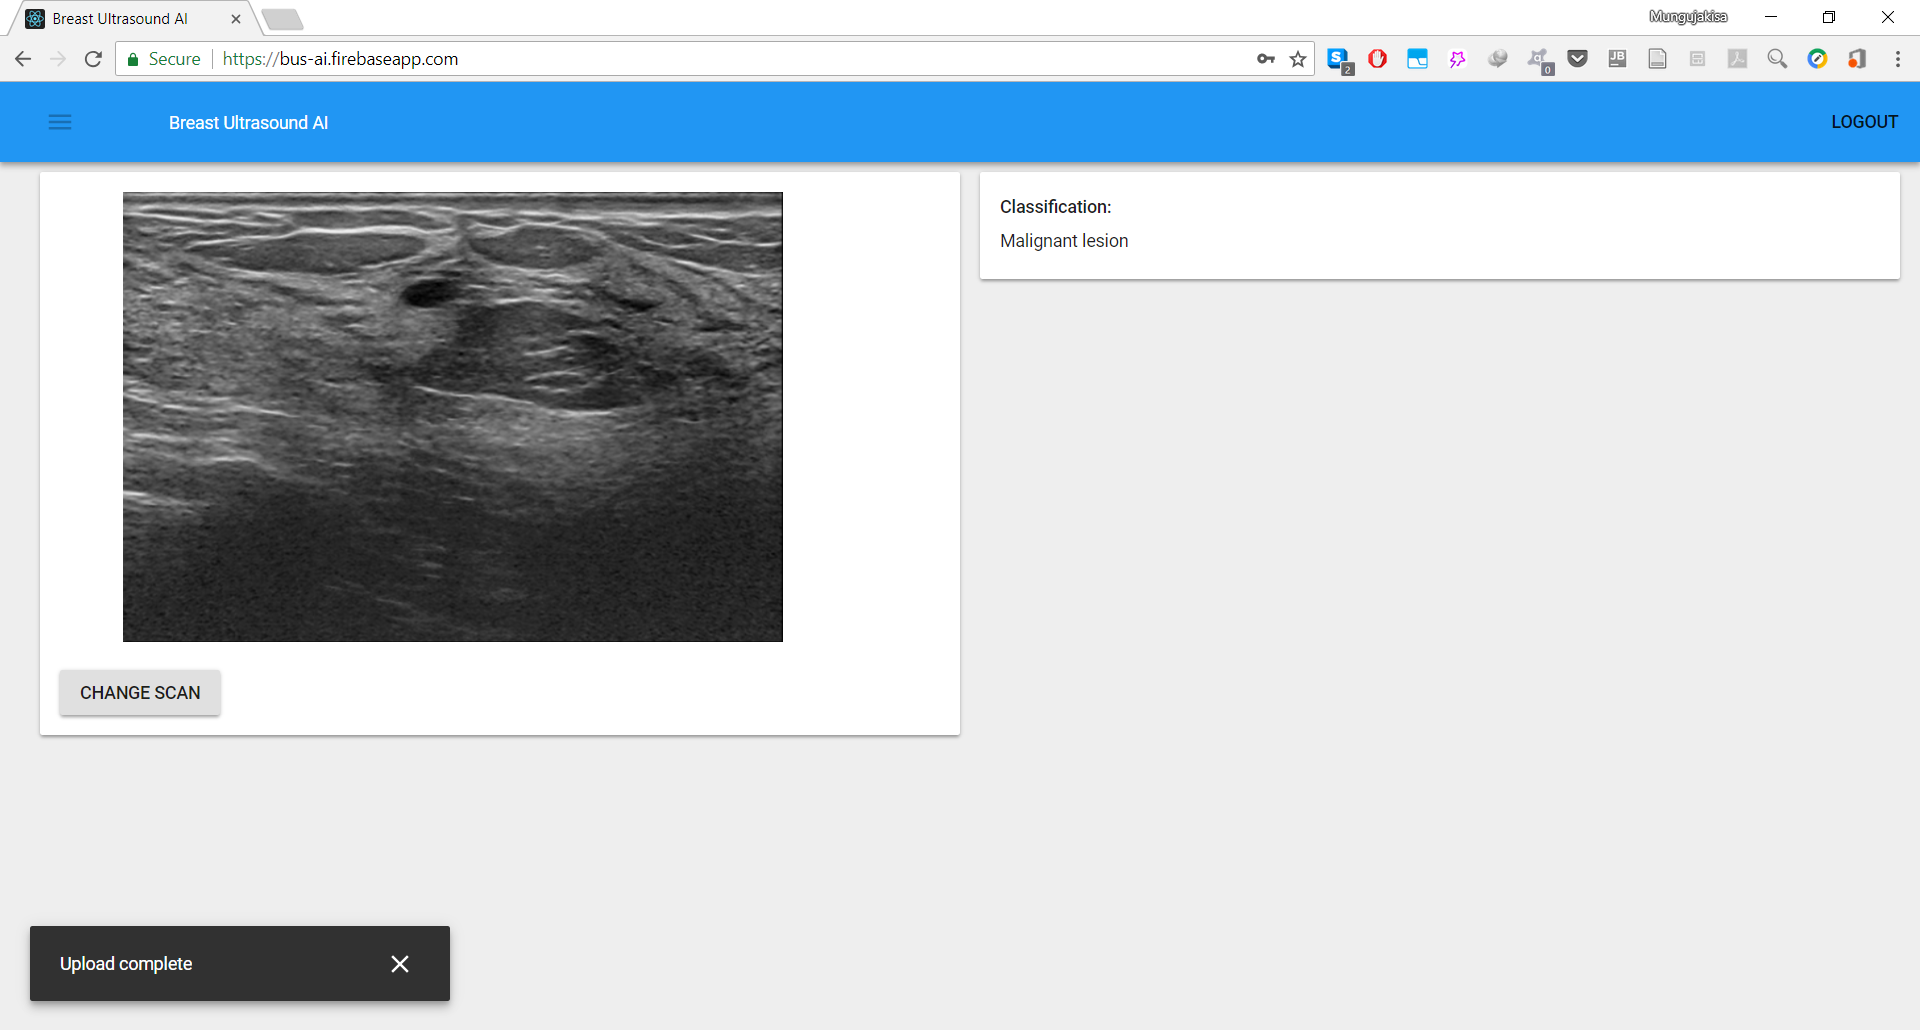 Breast Ultrasound AI
Mungujakisa
Secure
https://bus-ai.firebaseapp.com
S 2
0
JB
Breast Ultrasound AI
LOGOUT
Classification:
Malignant lesion
CHANGE SCAN
Upload complete